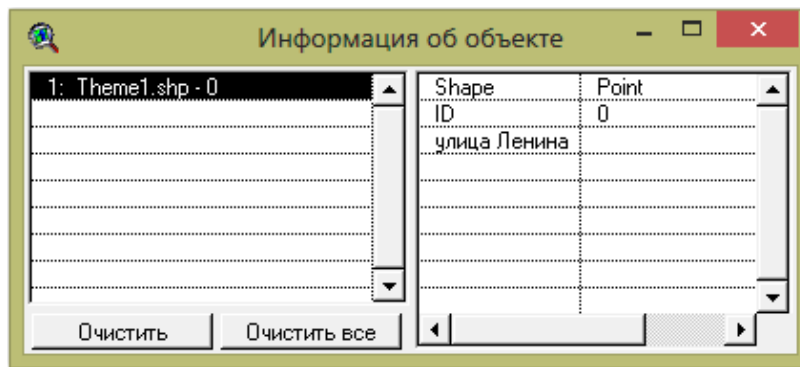 Информация об объекте
1: Theme1.shp - 0
Shape Point
ID 0
улица Ленина
Очистить Очистить все